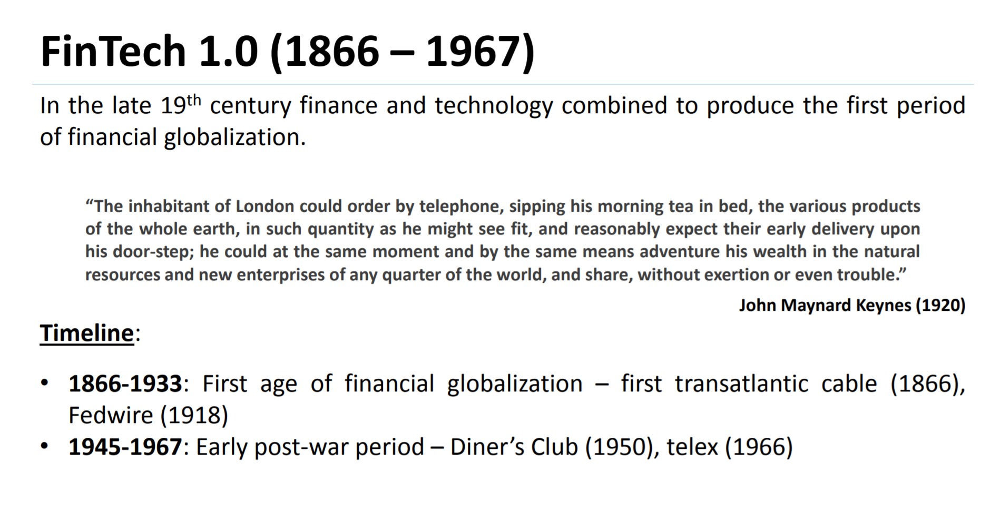 FinTech 1.0 (1866 – 1967)
In the late 19th century finance and technology combined to produce the first period
of financial globalization.
“The inhabitant of London could order by telephone, sipping his morning tea in bed, the various products
of the whole earth, in such quantity as he might see fit, and reasonably expect their early delivery upon
his door-step; he could at the same moment and by the same means adventure his wealth in the natural
resources and new enterprises of any quarter of the world, and share, without exertion or even trouble.”
John Maynard Keynes (1920)
Timeline:
• 1866-1933: First age of financial globalization – first transatlantic cable (1866),
Fedwire (1918)
• 1945-1967: Early post-war period – Diner’s Club (1950), telex (1966)